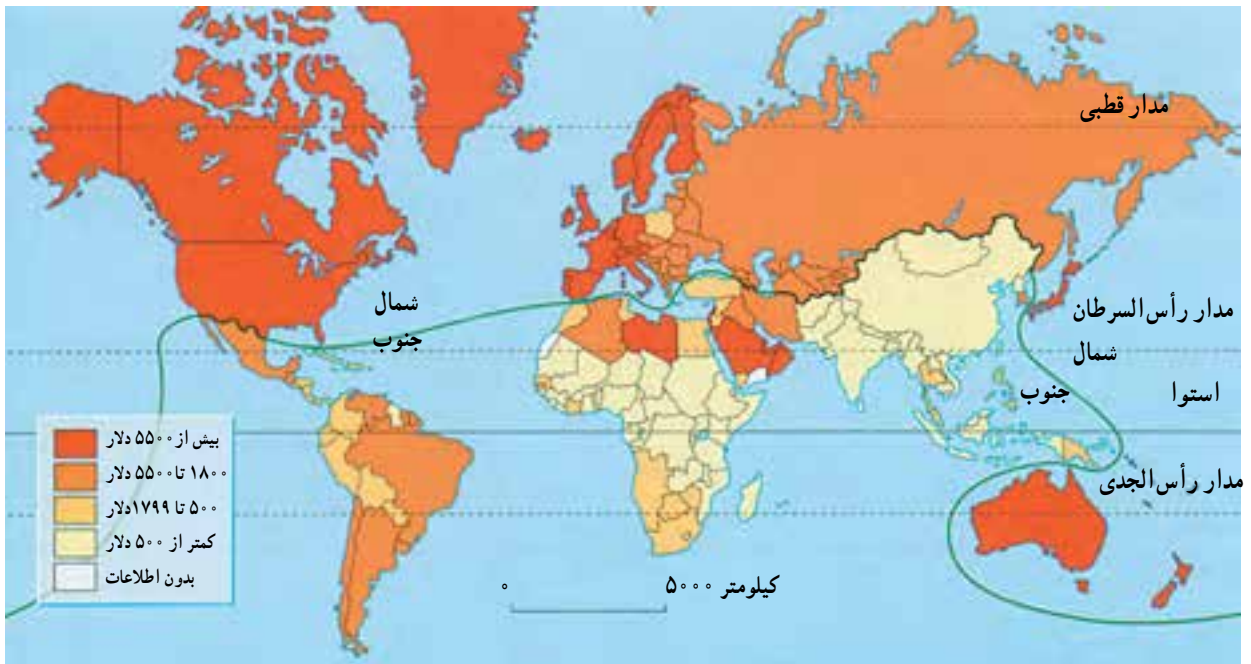 مدار قطبی
شمال
جنوب
مدار رأس السرطان
شمال
جنوب
استوا
مدار رأس الجدی
بیش از ۵۵۰۰ دلار
۱۸۰۰ تا ۵۵۰۰ دلار
۵۰۰ تا ۱۷۹۹ دلار
کمتر از ۵۰۰ دلار
بدون اطلاعات
۰ ۵۰۰۰ کیلومتر